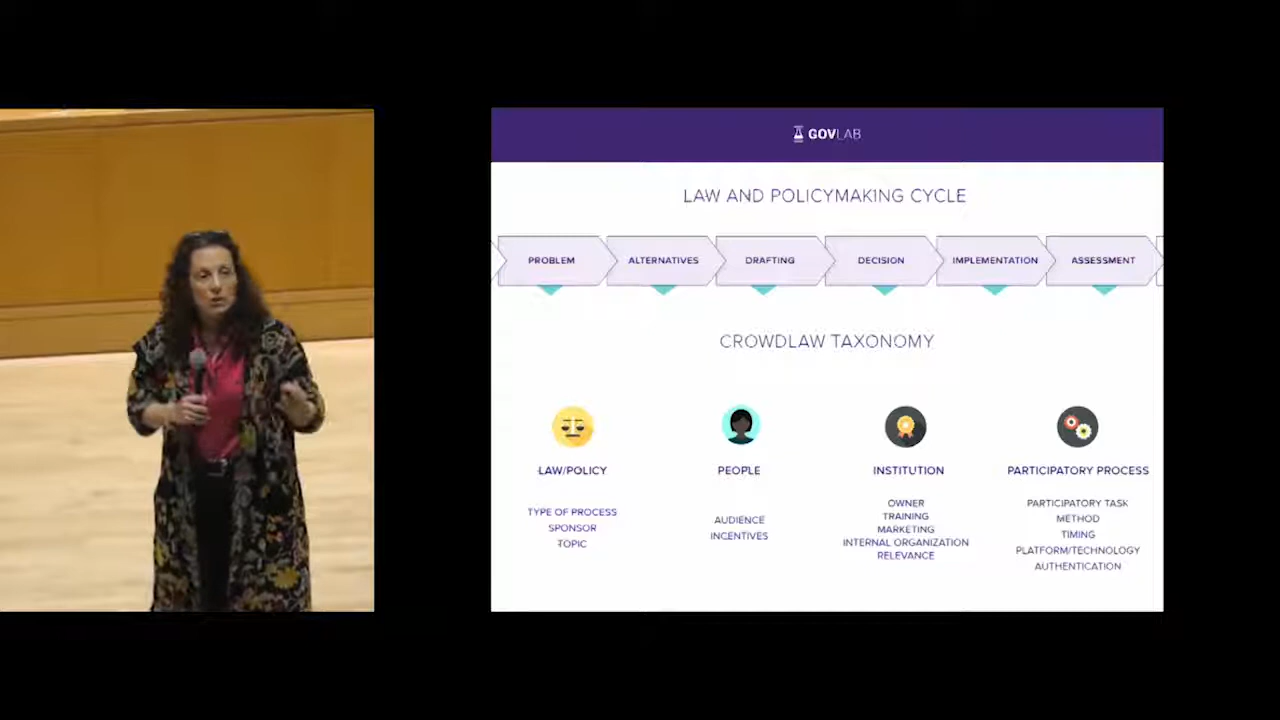 GOVLAB
LAW AND POLICYMAKING CYCLE
PROBLEM
ALTERNATIVES
DRAFTING
DECISION
IMPLEMENTATION
ASSESSMENT
CROWDLAW TAXONOMY
LAW/POLICY
TYPE OF PROCESS
SPONSOR
TOPIC
PEOPLE
AUDIENCE
INCENTIVES
INSTITUTION
OWNER
TRAINING
MARKETING
INTERNAL ORGANIZATION
RELEVANCE
PARTICIPATORY PROCESS
PARTICIPATORY TASK
METHOD
TIMING
PLATFORM/TECHNOLOGY
AUTHENTICATION